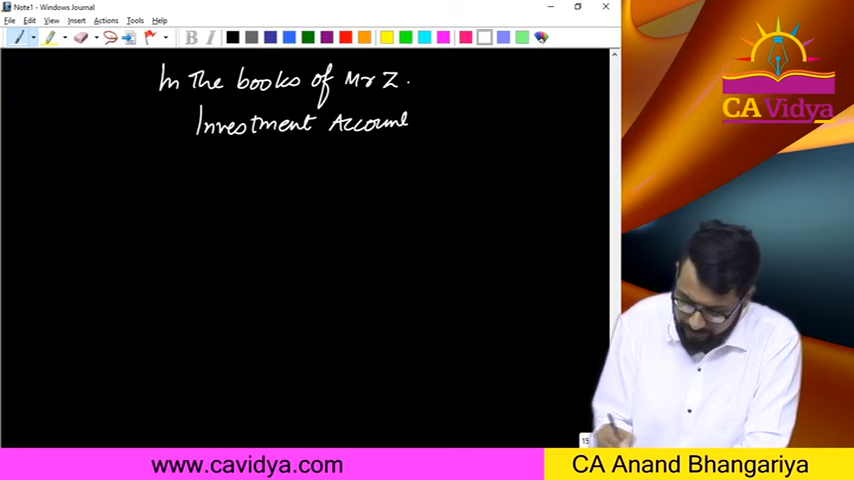 Note1 - Windows Journal
File Edit View Insert Actions Tools Help
B I
In The books of Mr Z.
Investment Account
CA Vidya
15
www.cavidya.com
CA Anand Bhangariya